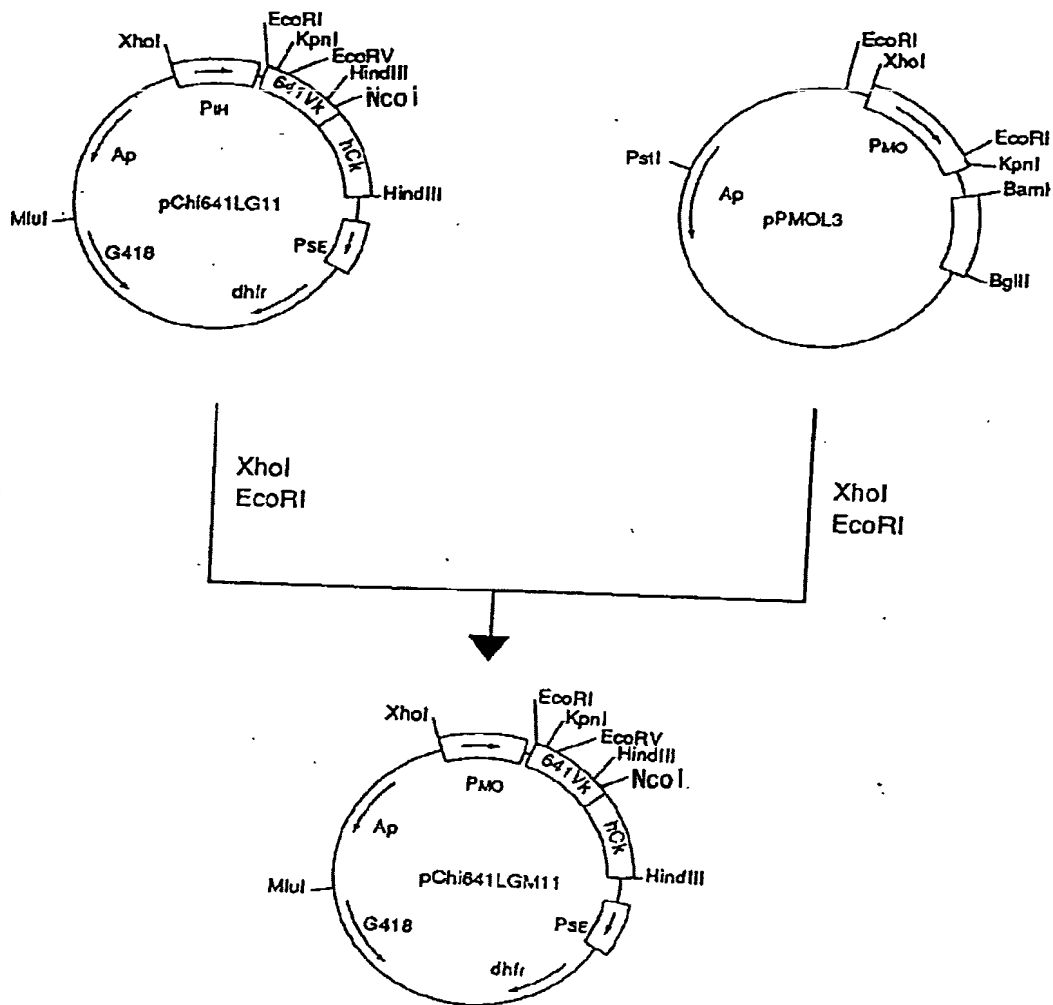 EcoRI
KpnI
XhoI
EcoRV
HindIII
NcoI
641Vk
PIH
hCk
Ap
pChi641LG11
HindIII
MluI
PSE
G418
dhfr
EcoRI
XhoI
EcoRI
PMO
KpnI
PstI
BamH
Ap
pPMOL3
BglII
XhoI
EcoRI
XhoI
EcoRI
EcoRI
KpnI
XhoI
EcoRV
HindIII
NcoI.
641Vk
PMO
hCk
Ap
pChi641LGM11
HindIII
MluI
G418
PSE
dhfr